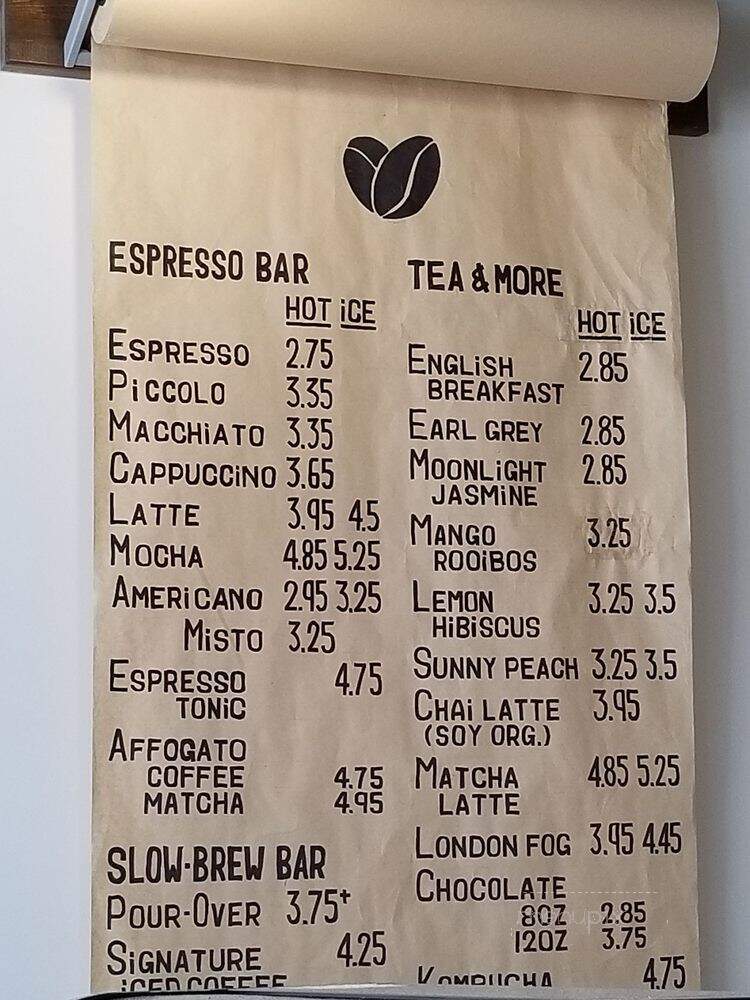 ESPRESSO BAR
HOT iCE
ESPRESSO 2.75
PiCCOLO 3.35
MACCHiATO 3.35
CAPPUCCiNO 3.65
LATTE 3.95 4.5
MOCHA 4.85 5.25
AMERiCANO 2.95 3.25
MiSTO 3.25
ESPRESSO 4.75
TONiC
AFFOGATO
COFFEE 4.75
MATCHA 4.95
SLOW-BREW BAR
POUR-OVER 3.75+
SiGNATURE 4.25
iCED COFFEE
TEA & MORE
HOT iCE
ENGLiSH 2.85
BREAKFAST
EARL GREY 2.85
MOONLiGHT 2.85
JASMiNE
MANGO 3.25
ROOiBOS
LEMON 3.25 3.5
HiBiSCUS
SUNNY PEACH 3.25 3.5
CHAi LATTE 3.95
(SOY ORG.)
MATCHA 4.85 5.25
LATTE
LONDON FOG 3.95 4.45
CHOCOLATE
8OZ 2.85
12OZ 3.75
KOMBUCHA 4.75